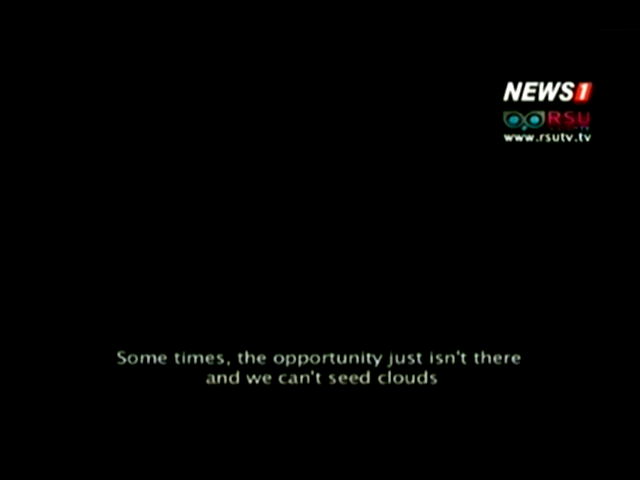 NEWS1
RSU
www.rsutv.tv
Some times, the opportunity just isn't there
and we can't seed clouds